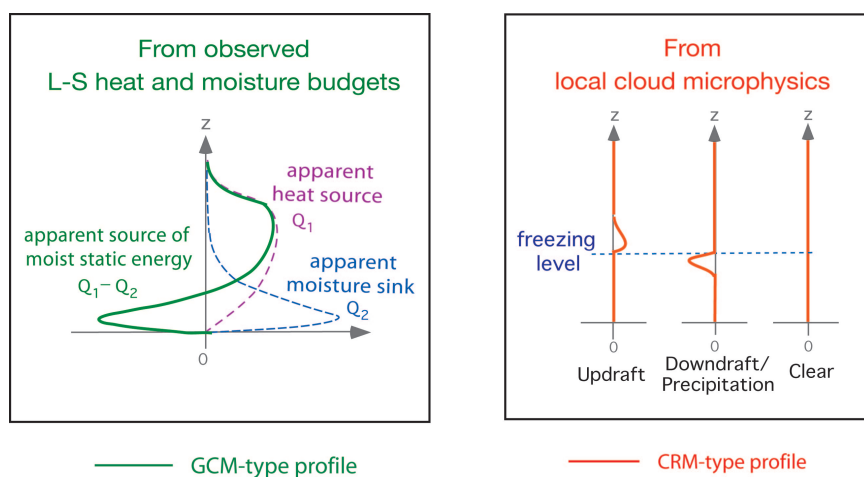 From observed
L-S heat and moisture budgets
z
apparent
heat source
Q1
apparent source of
moist static energy
Q1 – Q2
apparent
moisture sink
Q2
0
GCM-type profile
From
local cloud microphysics
z
z
z
freezing
level
0
0
0
Updraft
Downdraft/
Precipitation
Clear
CRM-type profile